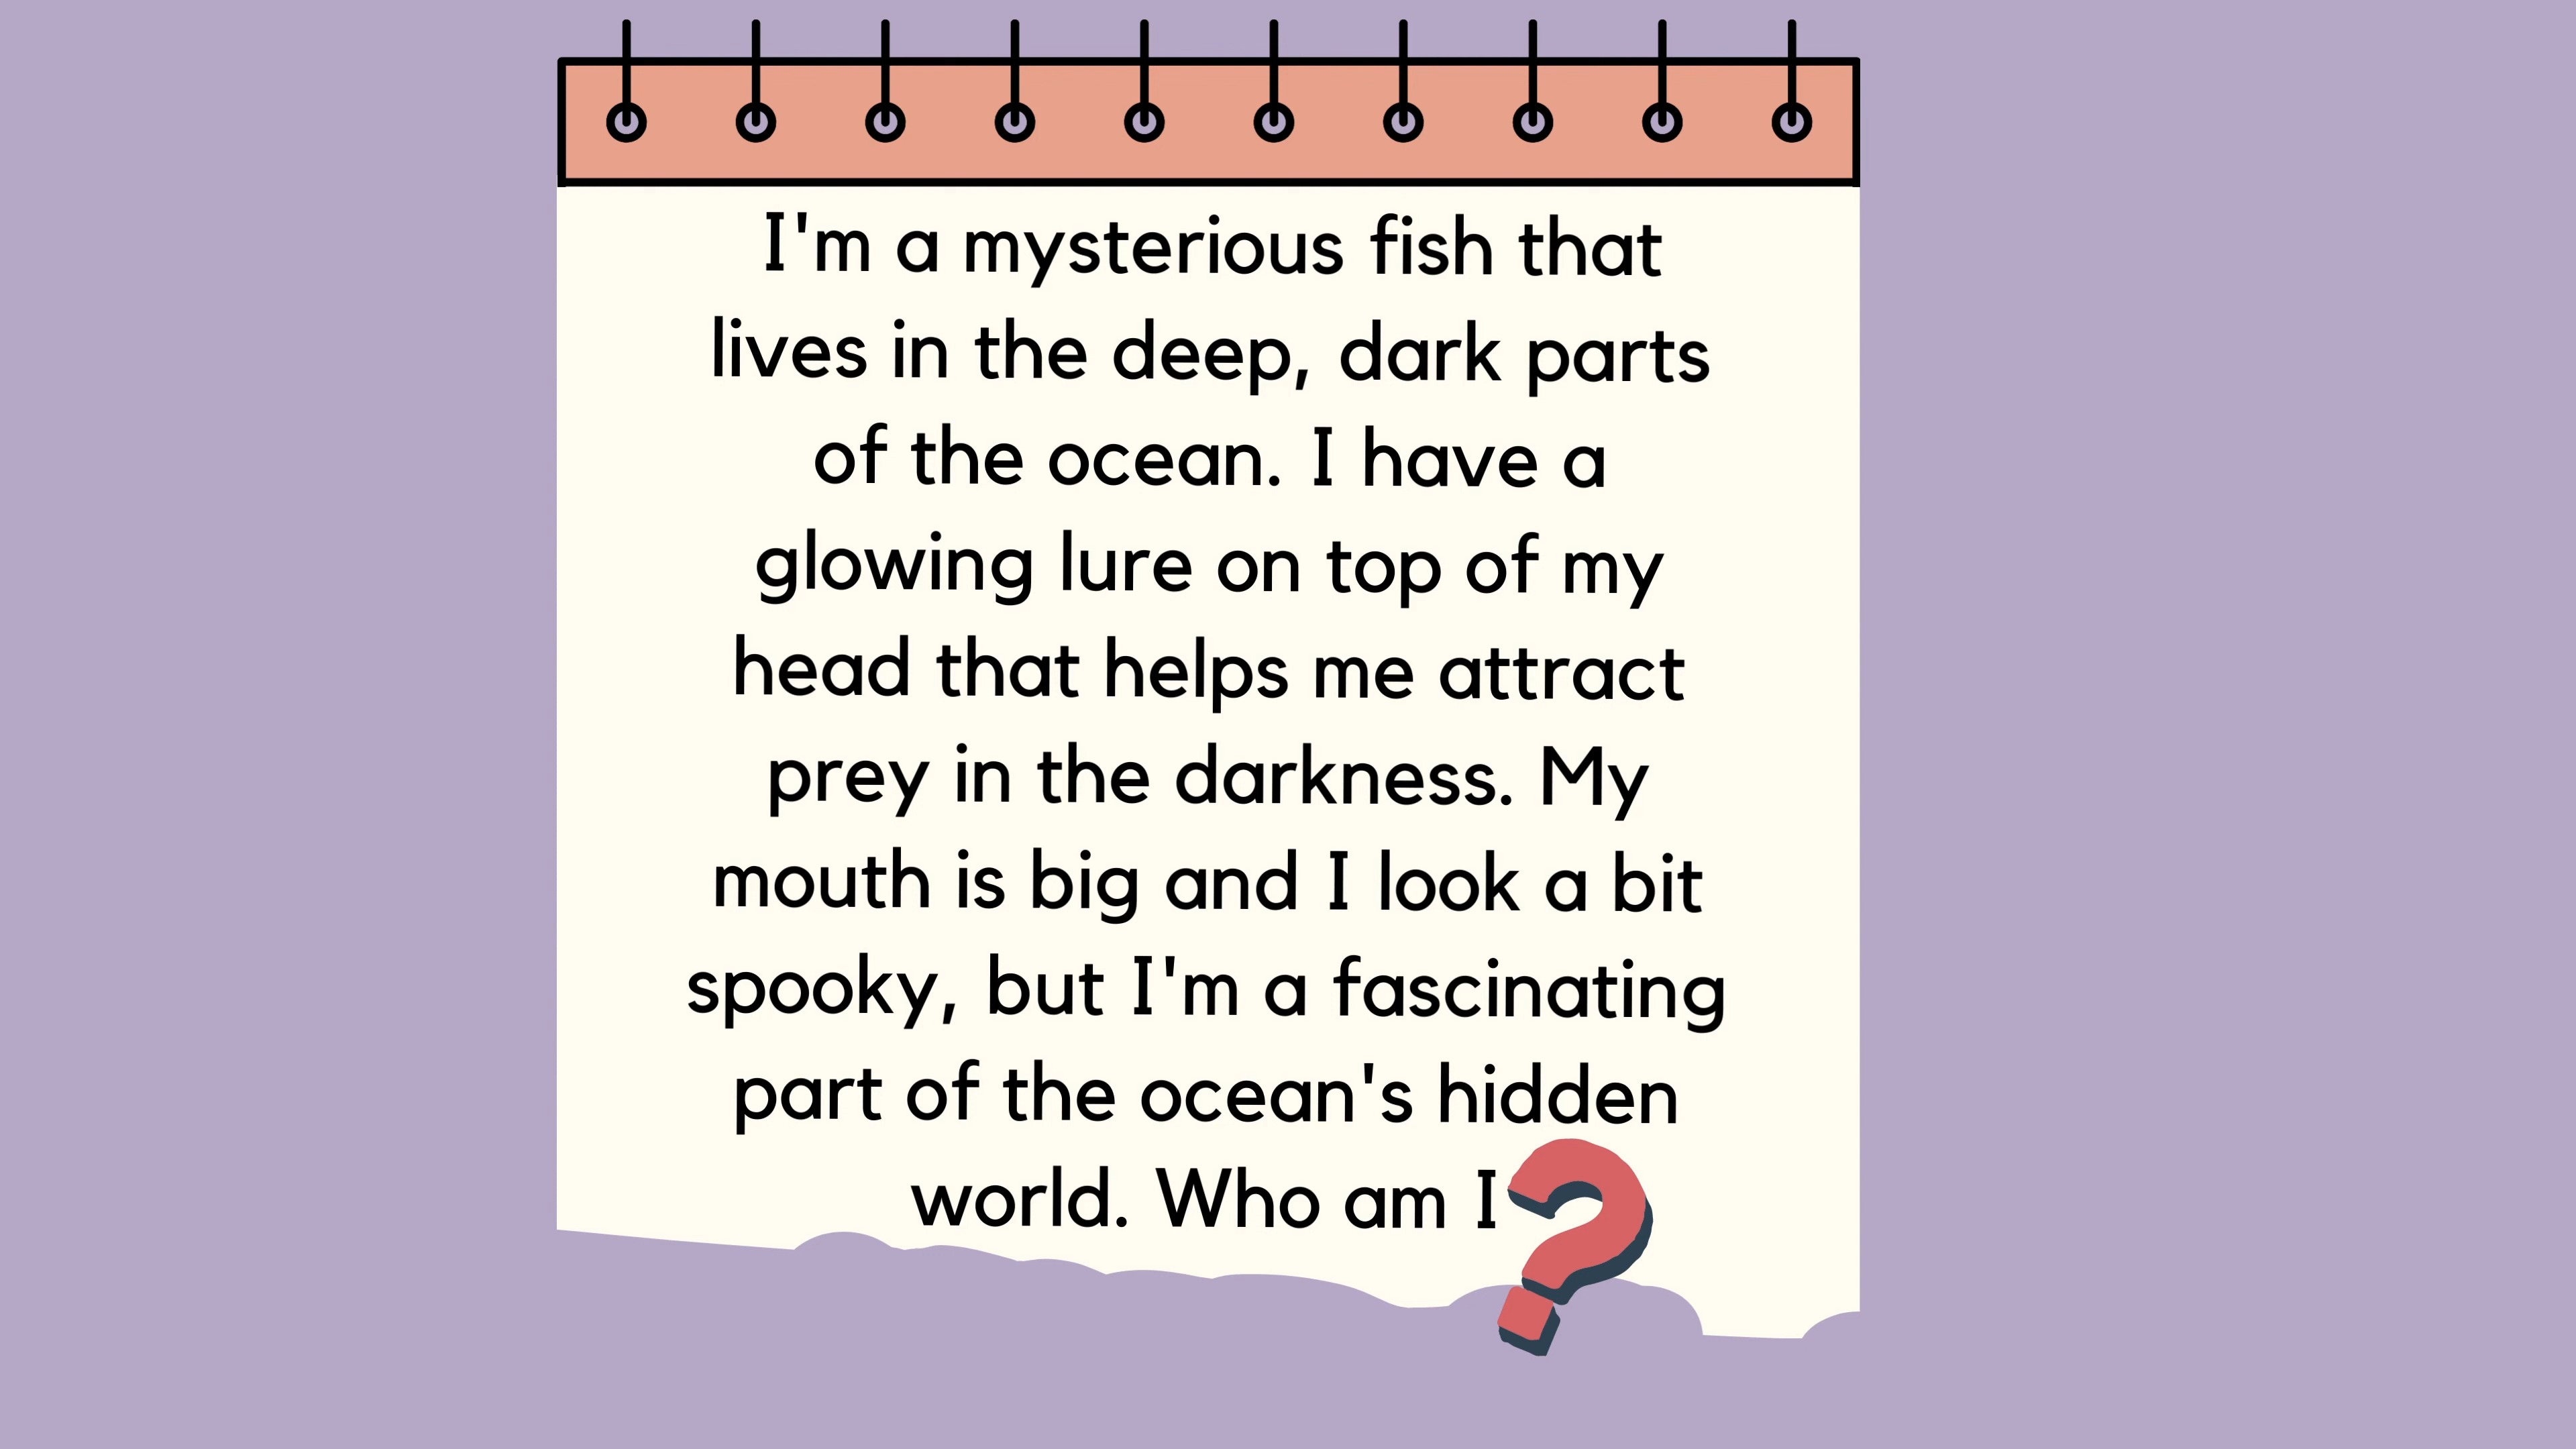 I'm a mysterious fish that
lives in the deep, dark parts
of the ocean. I have a
glowing lure on top of my
head that helps me attract
prey in the darkness. My
mouth is big and I look a bit
spooky, but I'm a fascinating
part of the ocean's hidden
world. Who am I?